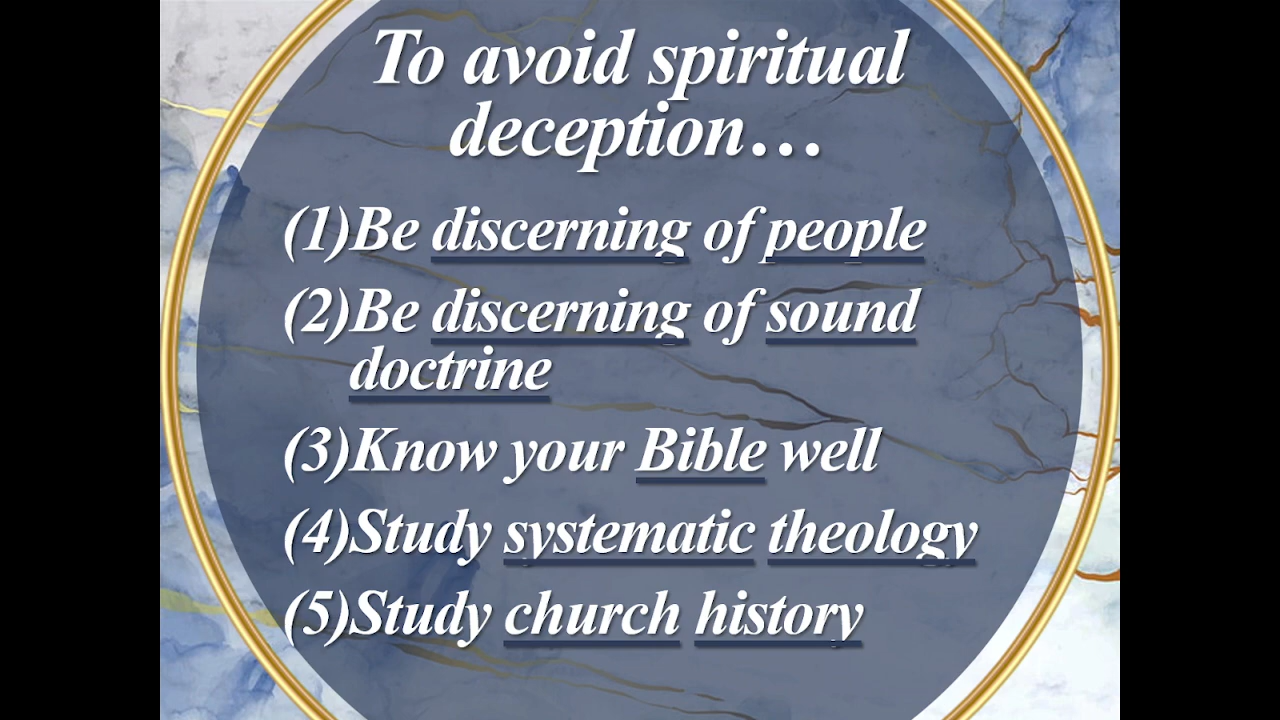 To avoid spiritual
deception…
(1)Be discerning of people
(2)Be discerning of sound
doctrine
(3)Know your Bible well
(4)Study systematic theology
(5)Study church history